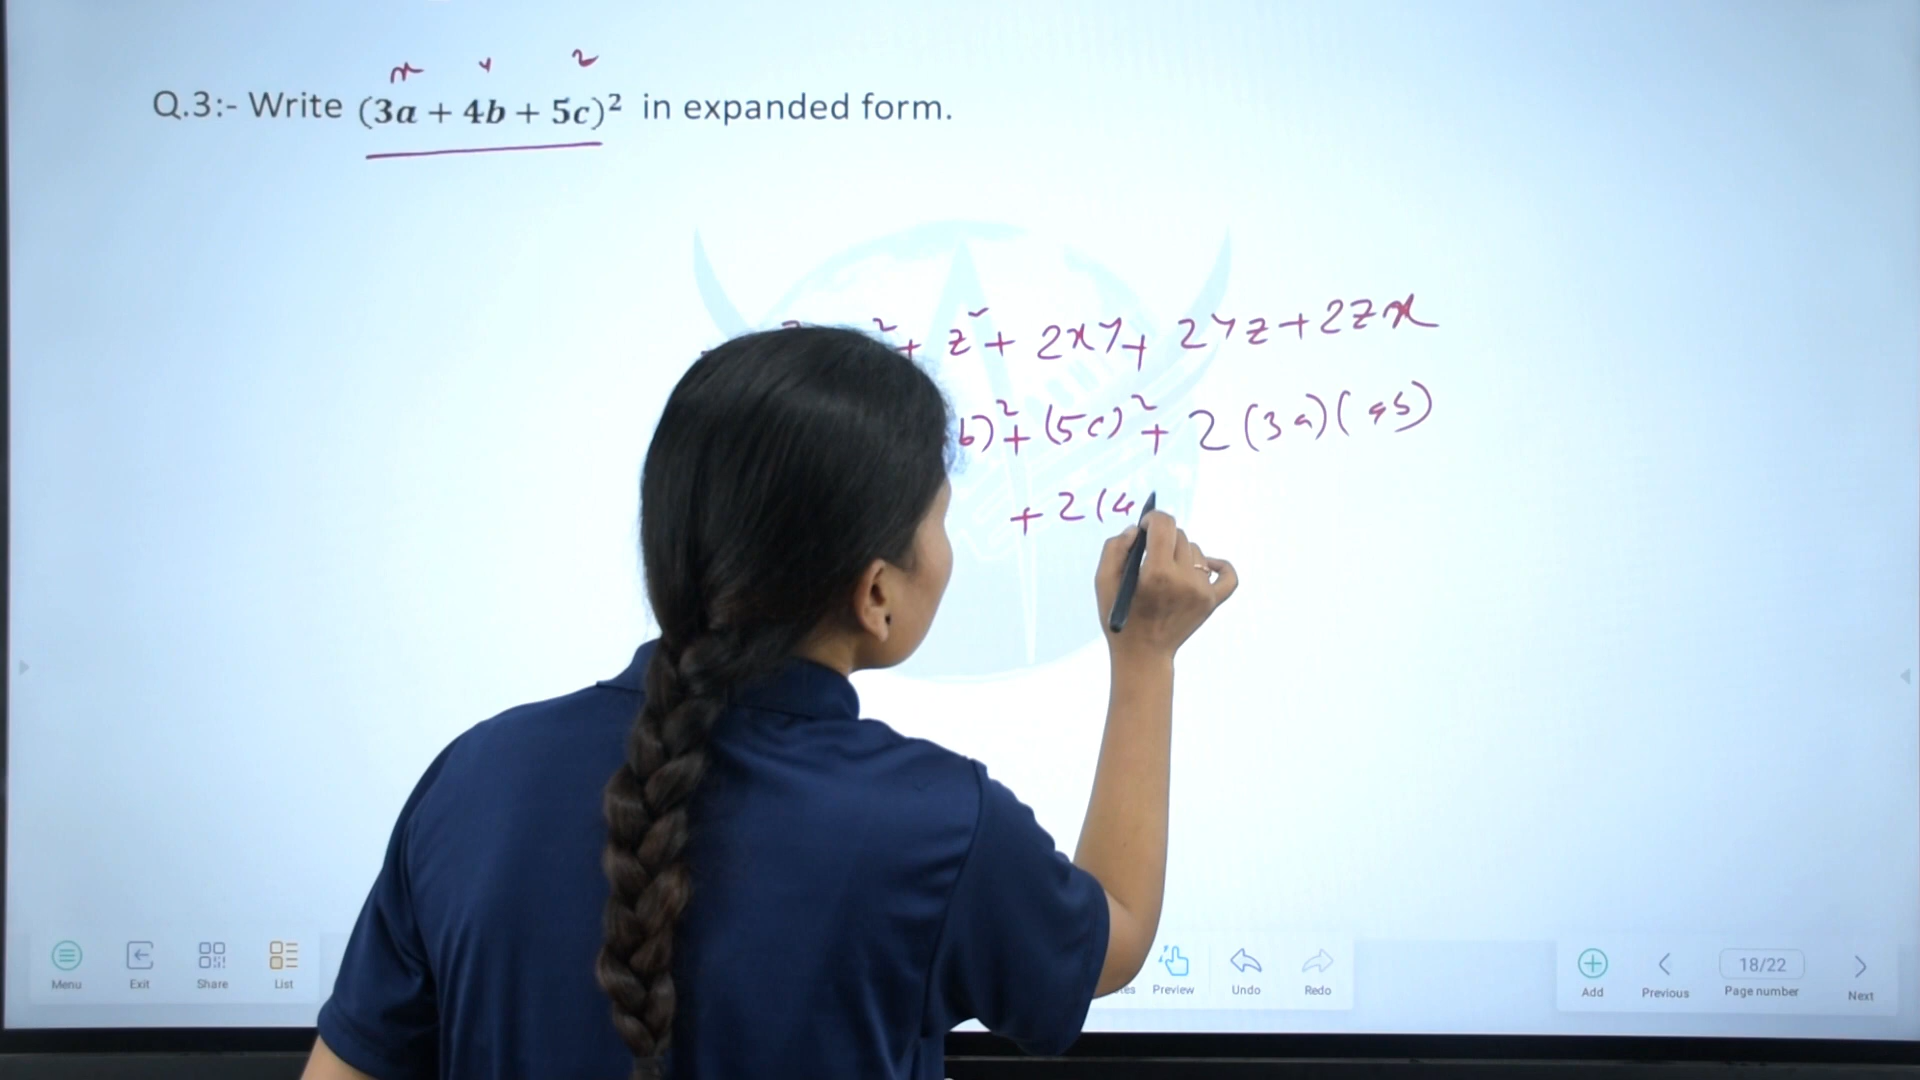 x y z
Q.3:- Write (3a + 4b + 5c)² in expanded form.
² + z² + 2xy + 2yz + 2zx
b)² + (5c)² + 2(3a)(4b)
+ 2(4
Menu Exit Share List Preview Undo Redo Add Previous 18/22 Page number Next